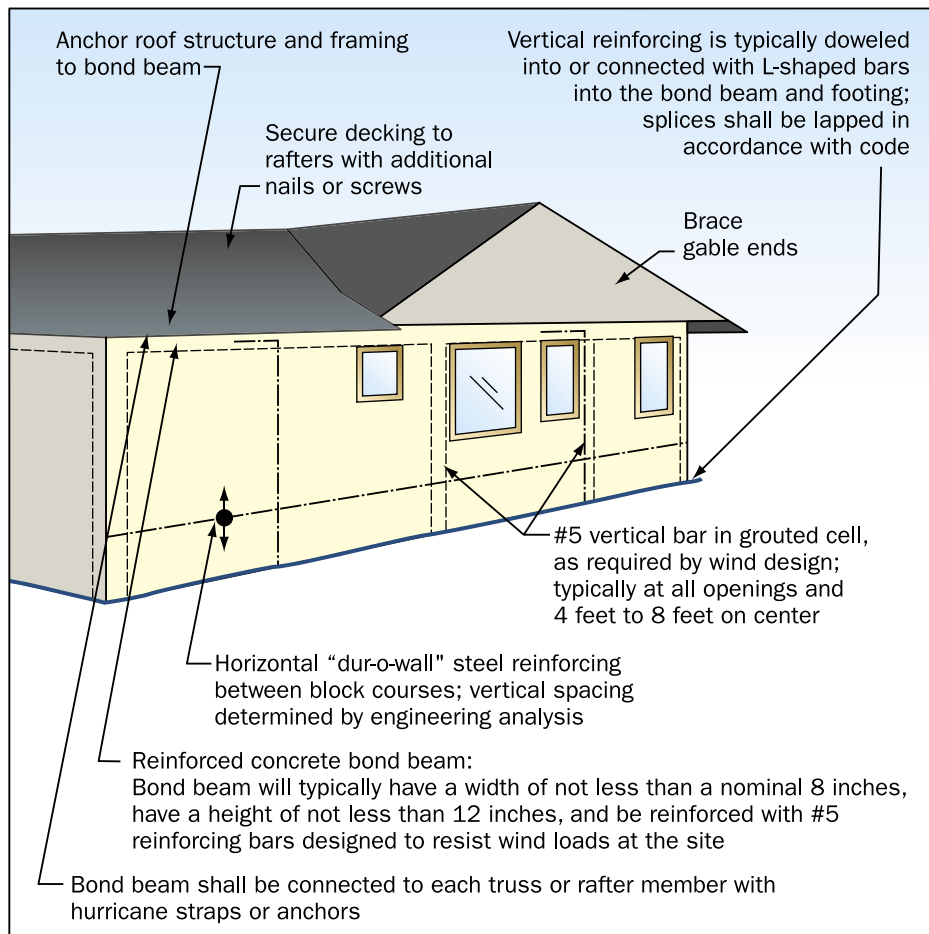 Anchor roof structure and framing
to bond beam
Vertical reinforcing is typically doweled
into or connected with L-shaped bars
into the bond beam and footing;
splices shall be lapped in
accordance with code
Secure decking to
rafters with additional
nails or screws
Brace
gable ends
#5 vertical bar in grouted cell,
as required by wind design;
typically at all openings and
4 feet to 8 feet on center
Horizontal “dur-o-wall" steel reinforcing
between block courses; vertical spacing
determined by engineering analysis
Reinforced concrete bond beam:
Bond beam will typically have a width of not less than a nominal 8 inches,
have a height of not less than 12 inches, and be reinforced with #5
reinforcing bars designed to resist wind loads at the site
Bond beam shall be connected to each truss or rafter member with
hurricane straps or anchors